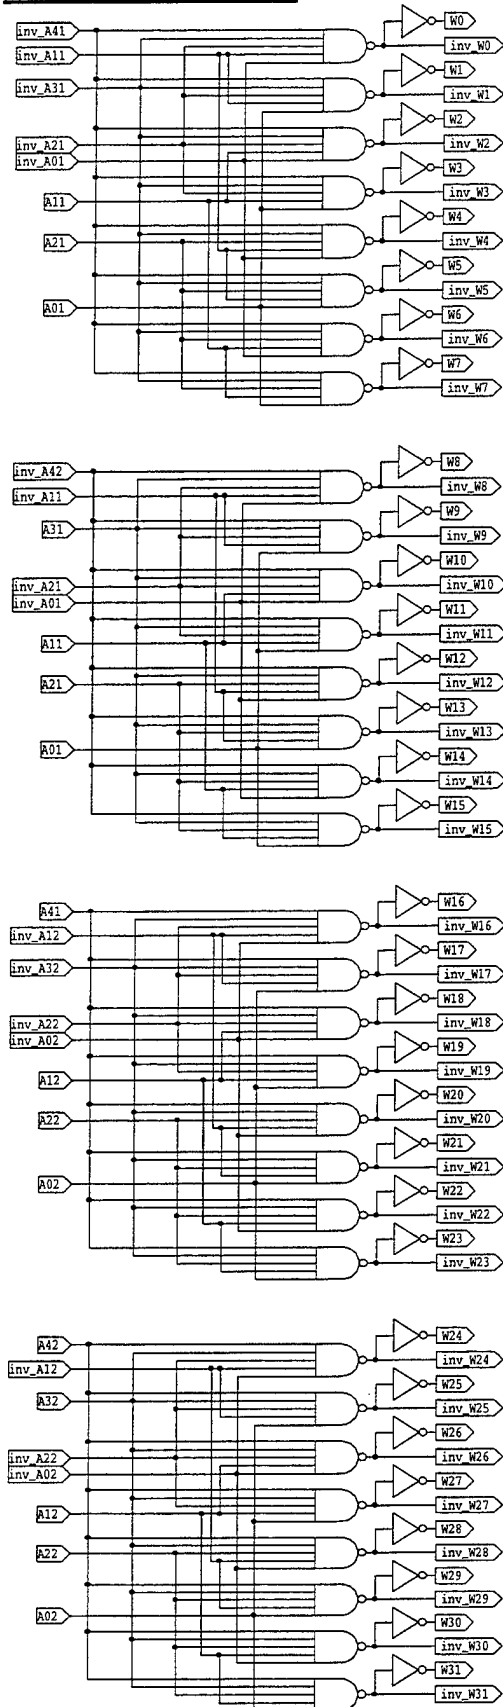 W0
inv_A41
inv_W0
inv_A11
W1
inv_A31
inv_W1
W2
inv_A21
inv_W2
inv_A01
W3
inv_W3
A11
W4
A21
inv_W4
W5
inv_W5
A01
W6
inv_W6
W7
inv_W7
W8
inv_A42
inv_W8
inv_A11
W9
A31
inv_W9
W10
inv_A21
inv_W10
inv_A01
W11
inv_W11
A11
W12
A21
inv_W12
W13
inv_W13
A01
W14
inv_W14
W15
inv_W15
W16
A41
inv_W16
inv_A12
W17
inv_A32
inv_W17
W18
inv_A22
inv_W18
inv_A02
W19
inv_W19
A12
W20
A22
inv_W20
W21
inv_W21
A02
W22
inv_W22
W23
inv_W23
W24
A42
inv_W24
inv_A12
W25
A32
inv_W25
W26
inv_A22
inv_W26
inv_A02
W27
inv_W27
A12
W28
A22
inv_W28
W29
inv_W29
A02
W30
inv_W30
W31
inv_W31